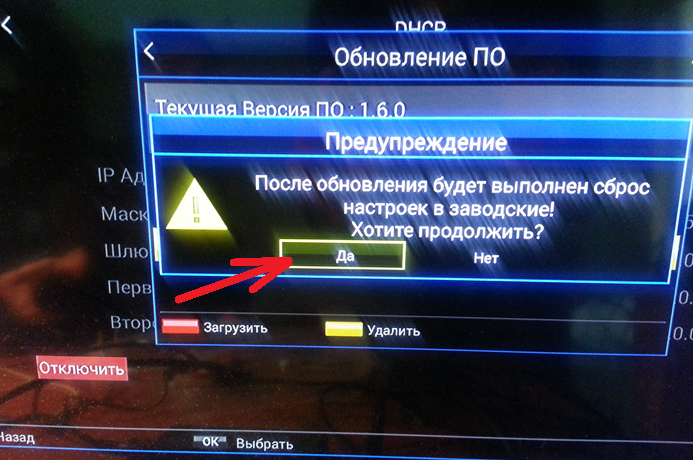 DHCP
Обновление ПО
Текущая Версия ПО : 1.6.0
Предупреждение
IP Ад
После обновления будет выполнен сброс
настроек в заводские!
Хотите продолжить?
Маск
Шлю
Да
Нет
Перв
Второ
Загрузить
Удалить
Отключить
Назад
OK
Выбрать